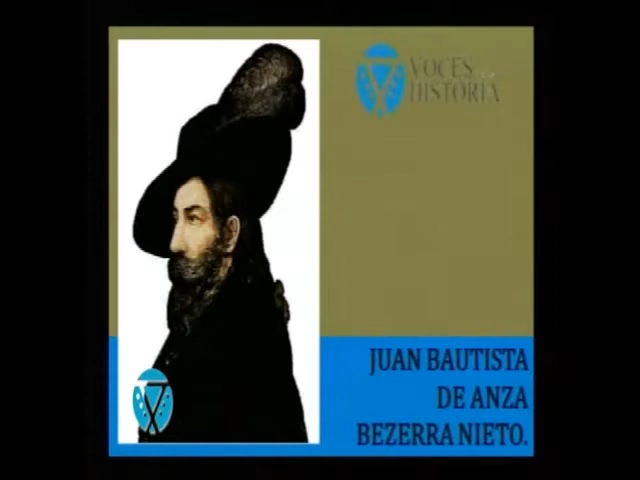 VOCES
HISTORIA
JUAN BAUTISTA
DE ANZA
BEZERRA NIETO.